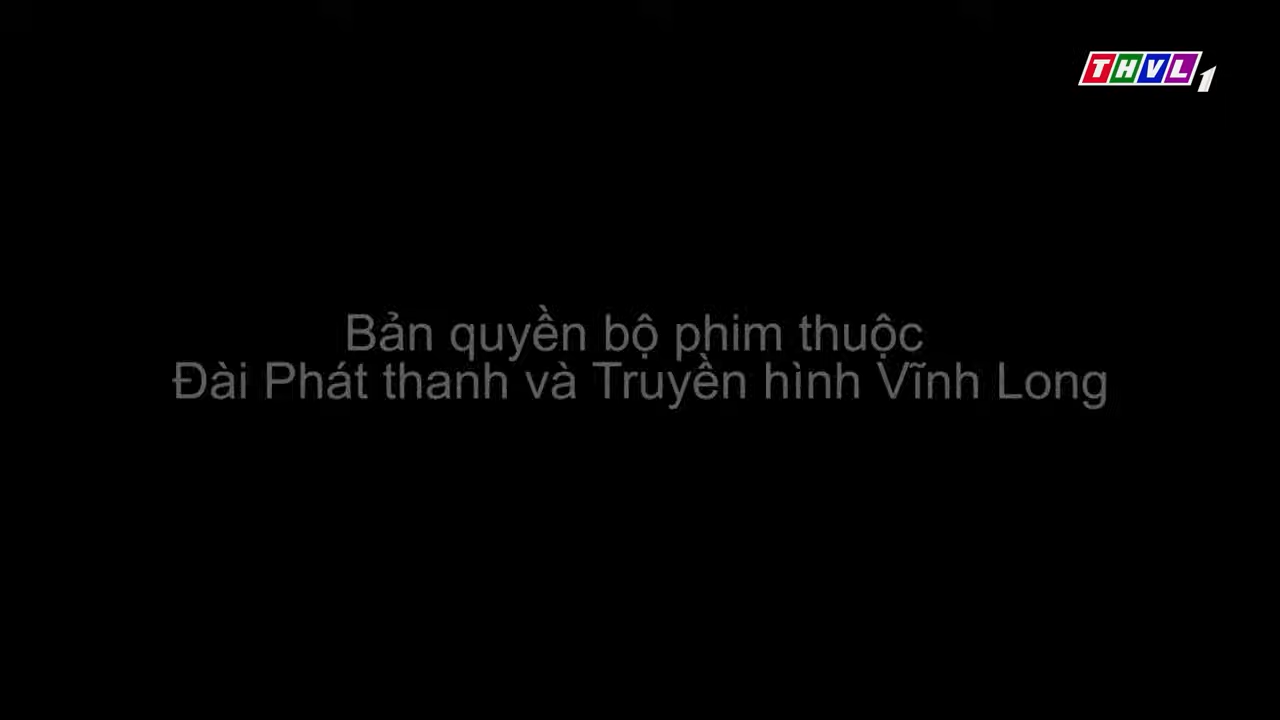 THVL1
Bản quyền bộ phim thuộc
Đài Phát thanh và Truyền hình Vĩnh Long